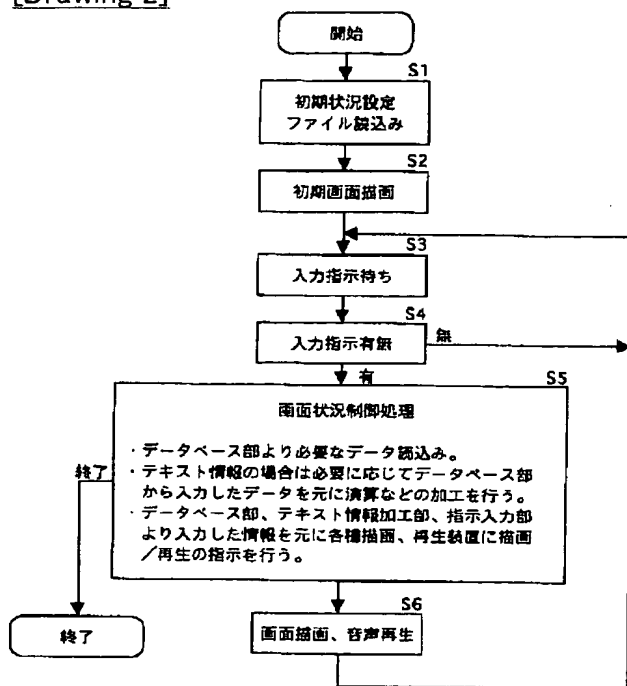 [Drawing 2]
開始
S1
初期状況設定
ファイル読込み
S2
初期画面描画
S3
入力指示待ち
S4
入力指示有無
無
有
S5
画面状況制御処理
・データベース部より必要なデータ読込み。
・テキスト情報の場合は必要に応じてデータベース部
から入力したデータを元に演算などの加工を行う。
・データベース部、テキスト情報加工部、指示入力部
より入力した情報を元に各種描画、再生装置に描画
／再生の指示を行う。
終了
終了
S6
画面描画、音声再生